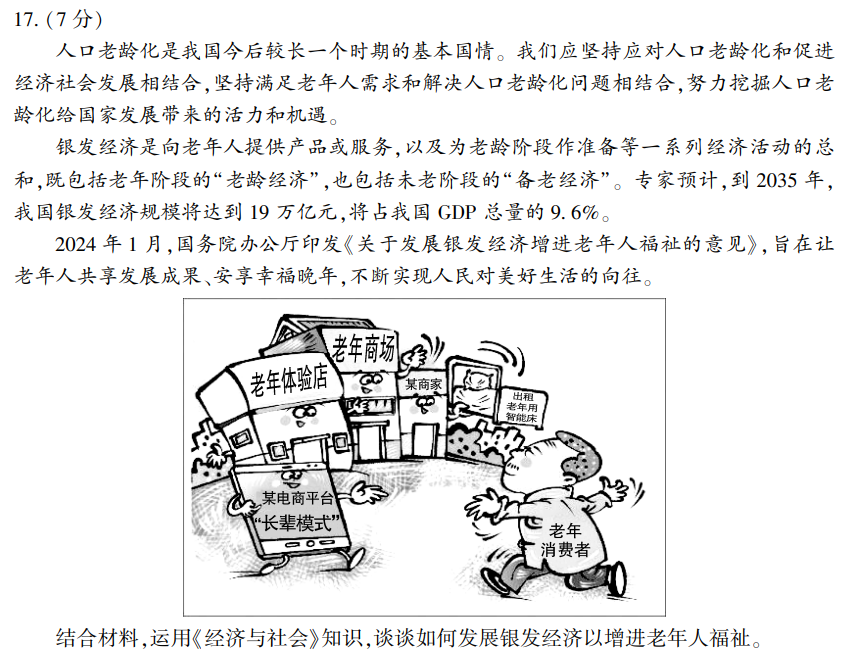 17. (7 分)
人口老龄化是我国今后较长一个时期的基本国情。我们应坚持应对人口老龄化和促进
经济社会发展相结合,坚持满足老年人需求和解决人口老龄化问题相结合,努力挖掘人口老
龄化给国家发展带来的活力和机遇。
银发经济是向老年人提供产品或服务,以及为老龄阶段作准备等一系列经济活动的总
和,既包括老年阶段的“老龄经济”,也包括未老阶段的“备老经济”。专家预计,到 2035 年,
我国银发经济规模将达到 19 万亿元,将占我国 GDP 总量的 9.6%。
2024 年 1 月,国务院办公厅印发《关于发展银发经济增进老年人福祉的意见》,旨在让
老年人共享发展成果、安享幸福晚年,不断实现人民对美好生活的向往。
老年商场
老年体验店
某商家
出租
老年用
智能床
某电商平台
“长辈模式”
老年
消费者
结合材料,运用《经济与社会》知识,谈谈如何发展银发经济以增进老年人福祉。